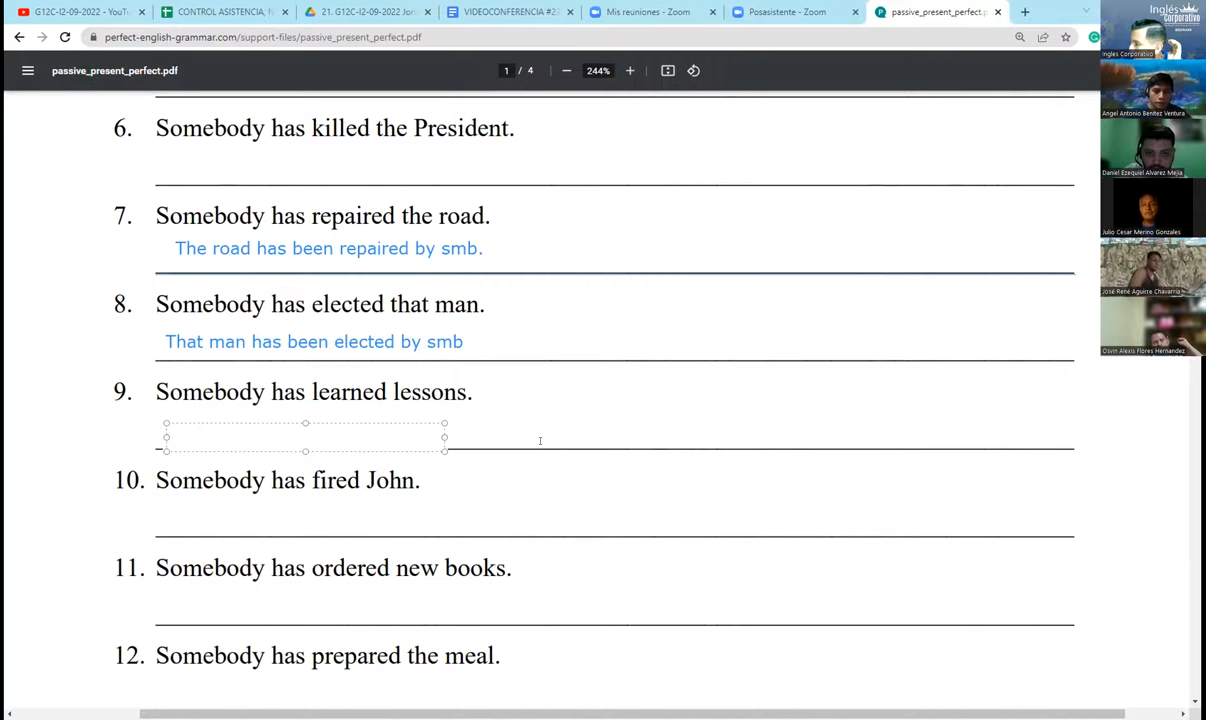 G12C-I2-09-2022 - YouTu
CONTROL ASISTENCIA, N
21. G12C-I2-09-2022 Jori
VIDEOCONFERENCIA #2
Mis reuniones - Zoom
Posasistente - Zoom
passive_present_perfect.p
perfect-english-grammar.com/support-files/passive_present_perfect.pdf
passive_present_perfect.pdf
1 / 4
244%
6. Somebody has killed the President.
7. Somebody has repaired the road.
The road has been repaired by smb.
8. Somebody has elected that man.
That man has been elected by smb
9. Somebody has learned lessons.
10. Somebody has fired John.
11. Somebody has ordered new books.
12. Somebody has prepared the meal.
Inglés
Corporativo
Ingles Corporativo
Angel Antonio Benitez Ventura
Daniel Ezequiel Alvarez Mejia
Julio Cesar Merino Gonzales
José René Aguirre Chavarria
Osvin Alexis Flores Hernandez